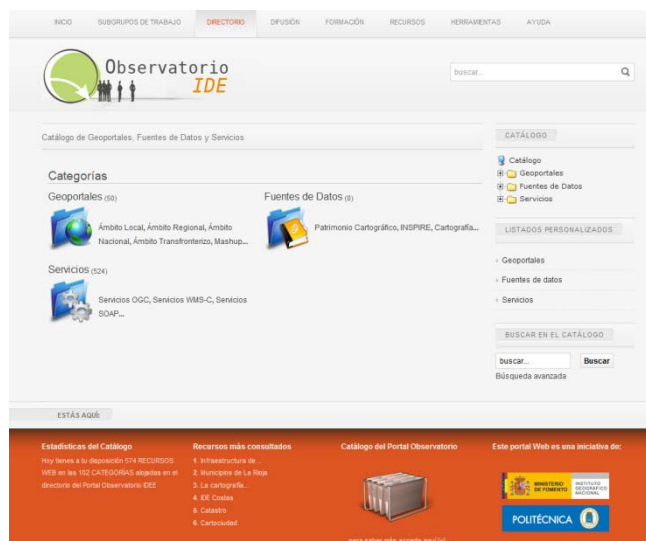 INICIO
SUBGRUPOS DE TRABAJO
DIRECTORIO
DIFUSIÓN
FORMACIÓN
RECURSOS
HERRAMIENTAS
AYUDA
Observatorio
IDE
buscar...
Catálogo de Geoportales, Fuentes de Datos y Servicios
Categorías
Geoportales (50)
Ámbito Local, Ámbito Regional, Ámbito
Nacional, Ámbito Transfronterizo, Mashup...
Fuentes de Datos (8)
Patrimonio Cartográfico, INSPIRE, Cartografía...
Servicios (524)
Servicios OGC, Servicios WMS-C, Servicios
SOAP...
CATÁLOGO
Catálogo
Geoportales
Fuentes de Datos
Servicios
LISTADOS PERSONALIZADOS
Geoportales
Fuentes de datos
Servicios
BUSCAR EN EL CATÁLOGO
buscar...
Buscar
Búsqueda avanzada
ESTÁS AQUÍ:
Estadísticas del Catálogo
Hoy tienes a tu disposición 574 RECURSOS
WEB en las 102 CATEGORÍAS alojadas en el
directorio del Portal Observatorio IDEE
Recursos más consultados
1. Infraestructura de...
2. Municipios de La Rioja
3. La cartografía...
4. IDE Costas
5. Catastro
6. Cartociudad
Catálogo del Portal Observatorio
para saber más accede aquí [+]
Este portal Web es una iniciativa de:
MINISTERIO
DE FOMENTO
INSTITUTO
GEOGRÁFICO
NACIONAL
POLITÉCNICA